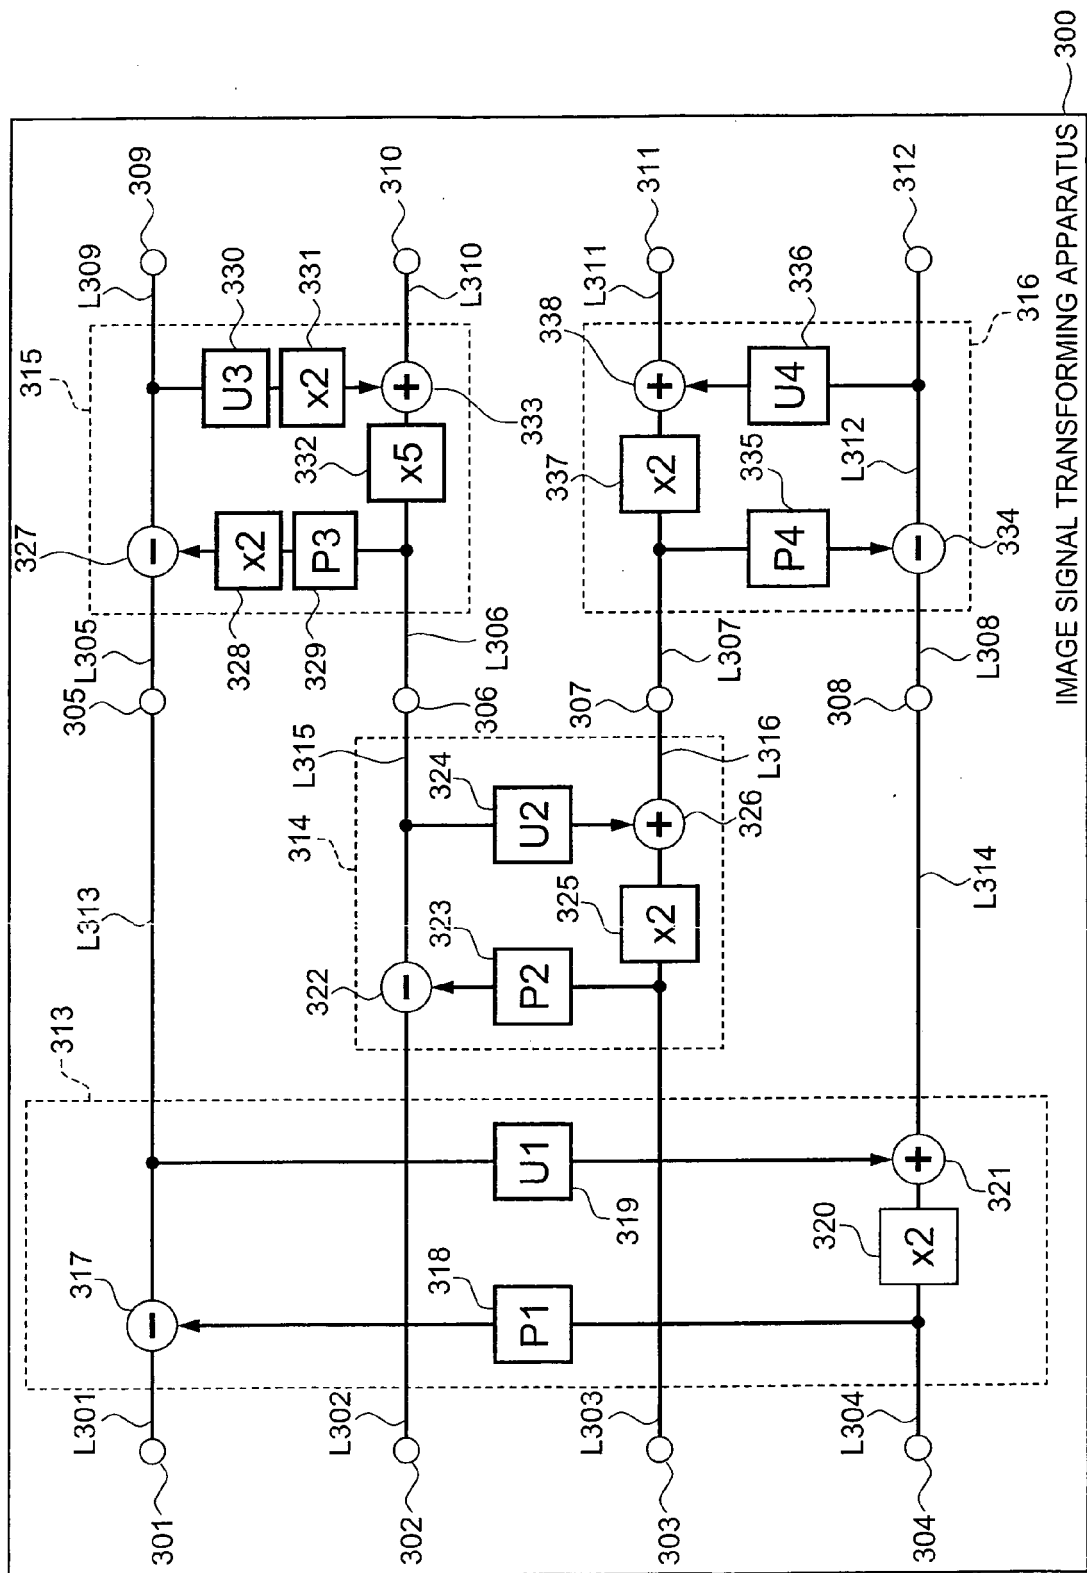 IMAGE SIGNAL TRANSFORMING APPARATUS
300
301
L301
317
313
L313
305
L305
327
315
L309
309
U3
330
x2
331
x2
328
P3
329
332
x5
333
L310
310
302
L302
322
314
L315
306
L306
P2
323
U2
324
325
x2
326
L316
303
L303
307
L307
337
x2
338
L311
311
P4
335
U4
336
316
P1
318
U1
319
304
L304
320
x2
321
L314
308
L308
334
L312
312